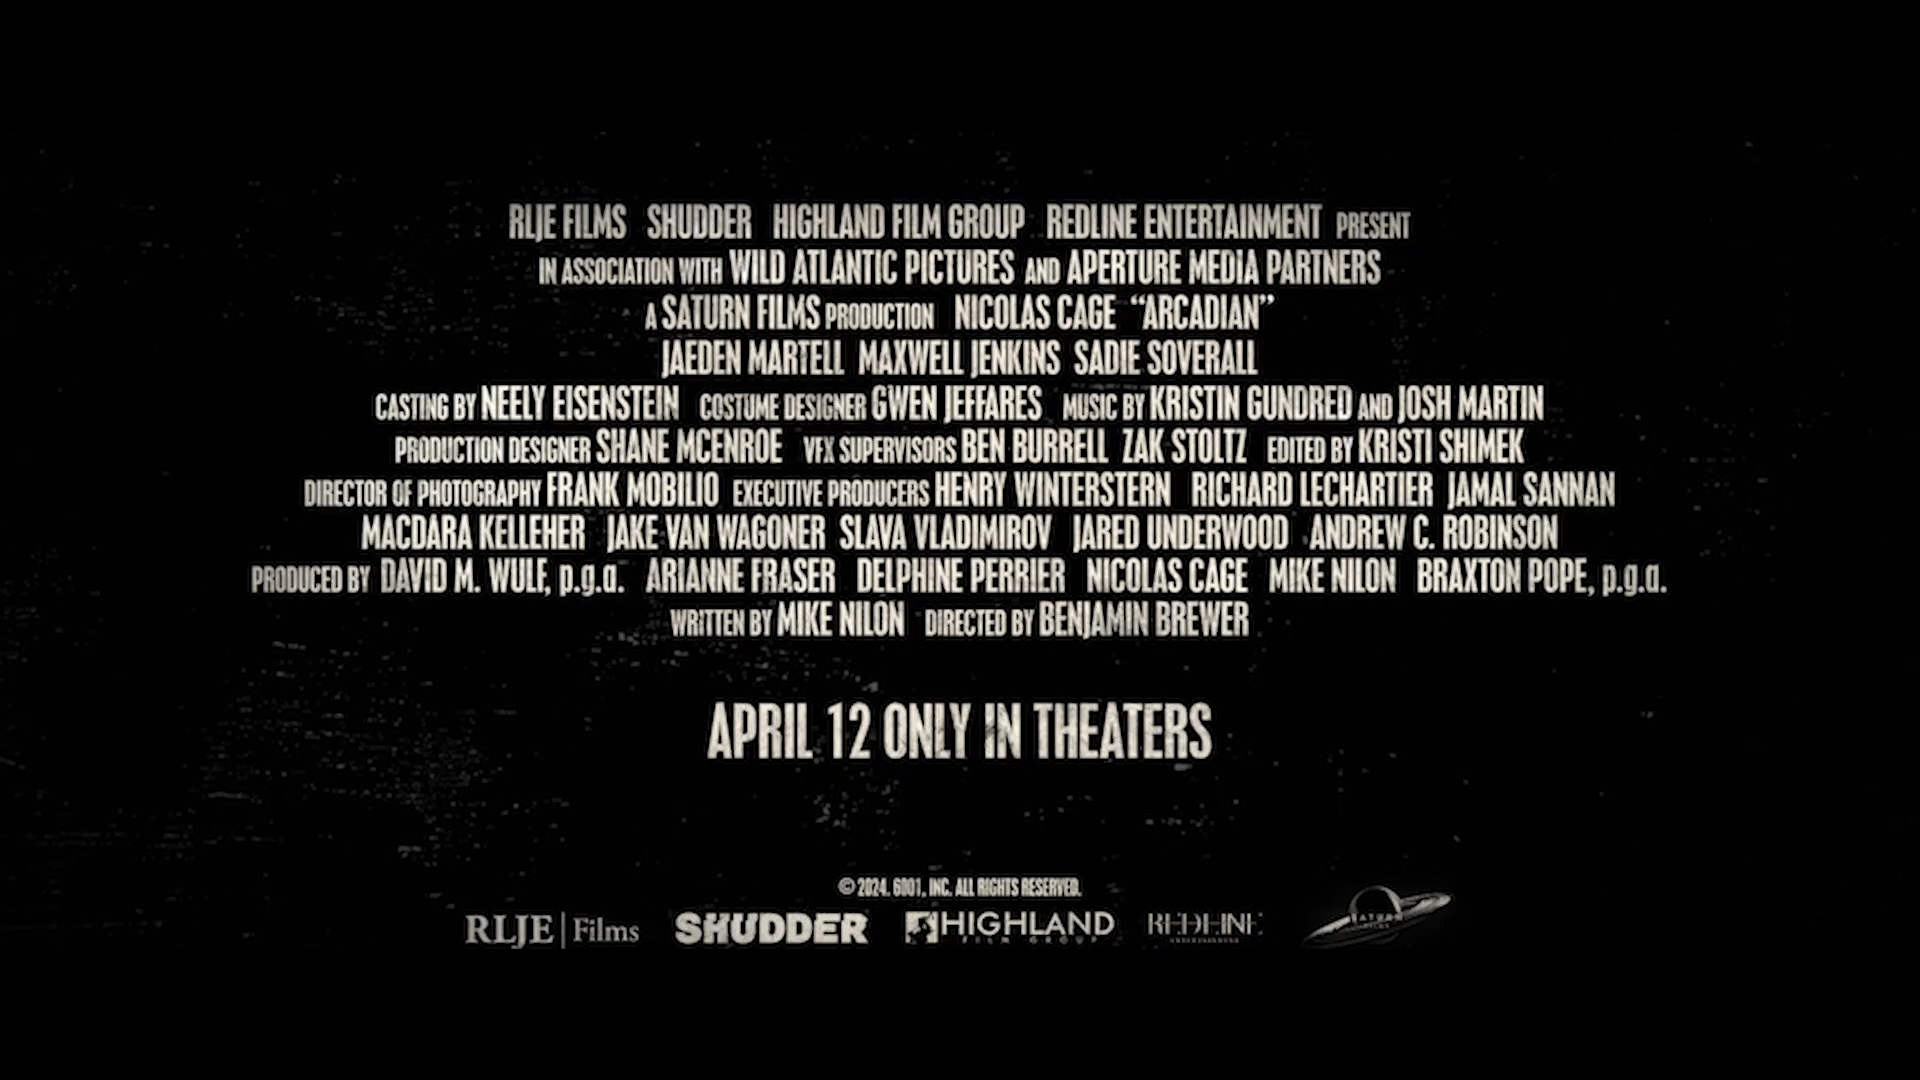 RLJE FILMS SHUDDER HIGHLAND FILM GROUP REDLINE ENTERTAINMENT PRESENT
IN ASSOCIATION WITH WILD ATLANTIC PICTURES AND APERTURE MEDIA PARTNERS
A SATURN FILMS PRODUCTION NICOLAS CAGE “ARCADIAN”
JAEDEN MARTELL MAXWELL JENKINS SADIE SOVERALL
CASTING BY NEELY EISENSTEIN COSTUME DESIGNER GWEN JEFFARES MUSIC BY KRISTIN GUNDRED AND JOSH MARTIN
PRODUCTION DESIGNER SHANE MCENROE VFX SUPERVISORS BEN BURRELL ZAK STOLTZ EDITED BY KRISTI SHIMEK
DIRECTOR OF PHOTOGRAPHY FRANK MOBILIO EXECUTIVE PRODUCERS HENRY WINTERSTERN RICHARD LECHARTIER JAMAL SANNAN
MACDARA KELLEHER JAKE VAN WAGONER SLAVA VLADIMIROV JARED UNDERWOOD ANDREW C. ROBINSON
PRODUCED BY DAVID M. WULF, p.g.a. ARIANNE FRASER DELPHINE PERRIER NICOLAS CAGE MIKE NILON BRAXTON POPE, p.g.a.
WRITTEN BY MIKE NILON DIRECTED BY BENJAMIN BREWER
APRIL 12 ONLY IN THEATERS
© 2024. 6001, INC. ALL RIGHTS RESERVED.
RLJE | Films SHUDDER HIGHLAND REDLINE SATURN
FILM GROUP FILMS